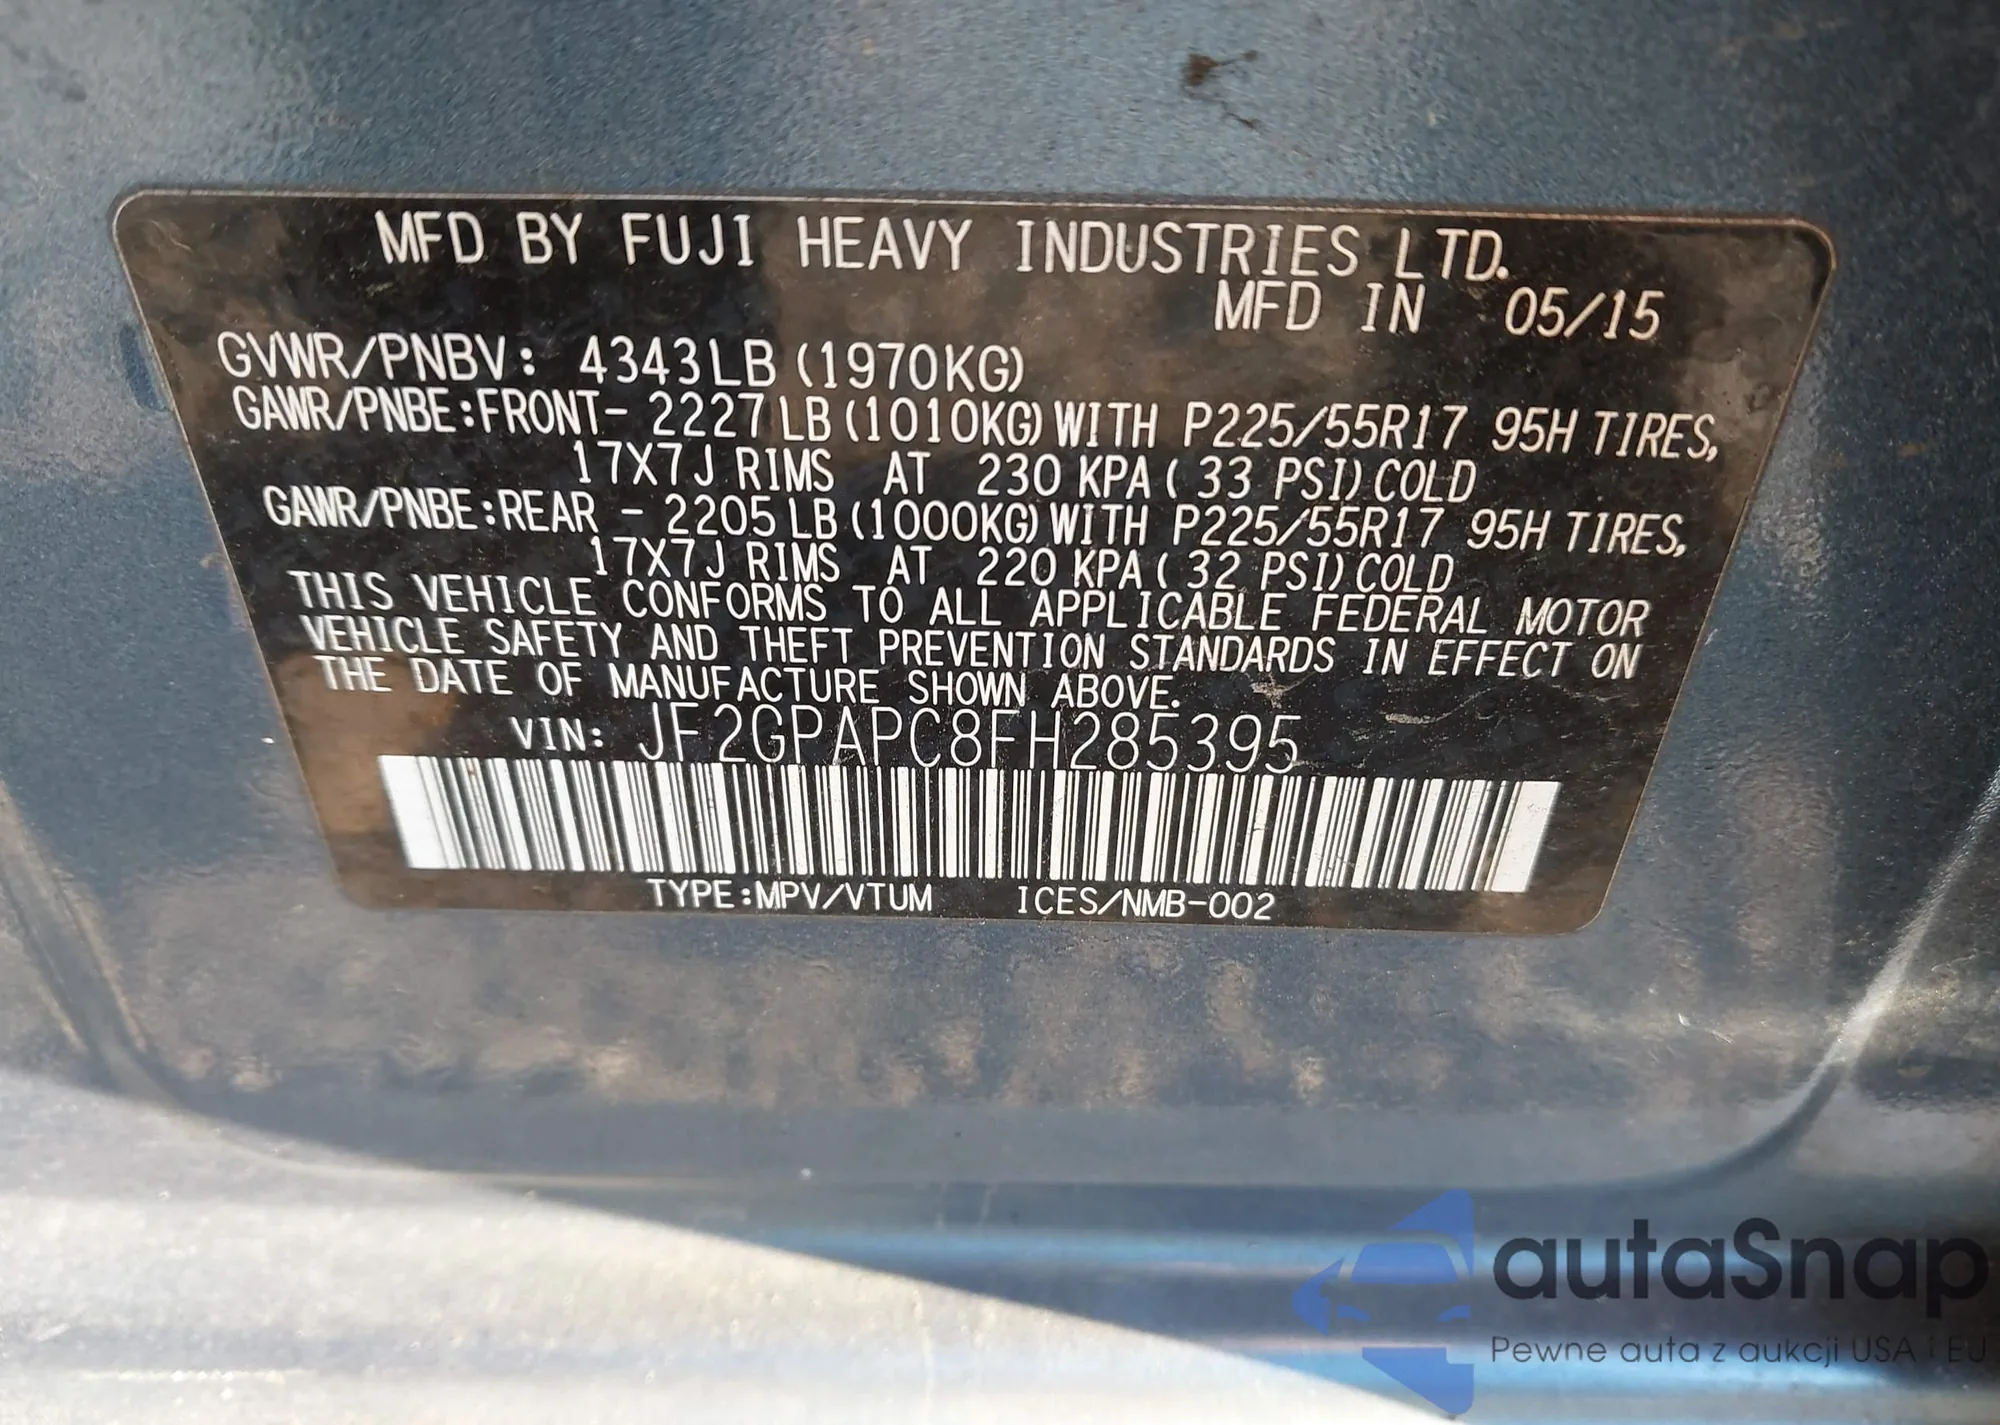 MFD BY FUJI HEAVY INDUSTRIES LTD.
MFD IN 05/15
GVWR/PNBV: 4343LB (1970KG)
GAWR/PNBE:FRONT- 2227LB(1010KG)WITH P225/55R17 95H TIRES,
17X7J RIMS AT 230 KPA( 33 PSI)COLD
GAWR/PNBE:REAR - 2205LB(1000KG)WITH P225/55R17 95H TIRES,
17X7J RIMS AT 220 KPA( 32 PSI)COLD
THIS VEHICLE CONFORMS TO ALL APPLICABLE FEDERAL MOTOR
VEHICLE SAFETY AND THEFT PREVENTION STANDARDS IN EFFECT ON
THE DATE OF MANUFACTURE SHOWN ABOVE.
VIN: JF2GPAPC8FH285395
TYPE:MPV/VTUM ICES/NMB-002
autaSnap
Pewne auta z aukcji USA i EU